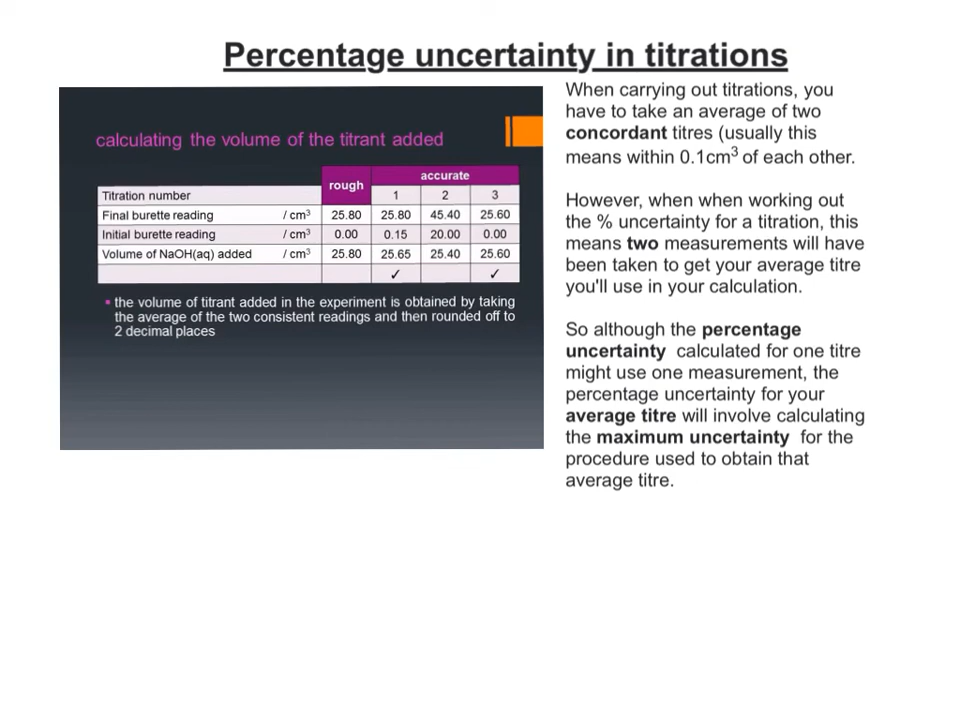 Percentage uncertainty in titrations
calculating the volume of the titrant added
rough accurate
Titration number 1 2 3
Final burette reading / cm³ 25.80 25.80 45.40 25.60
Initial burette reading / cm³ 0.00 0.15 20.00 0.00
Volume of NaOH(aq) added / cm³ 25.80 25.65 25.40 25.60
✓ ✓
▪ the volume of titrant added in the experiment is obtained by taking
the average of the two consistent readings and then rounded off to
2 decimal places
When carrying out titrations, you
have to take an average of two
concordant titres (usually this
means within 0.1cm³ of each other.
However, when when working out
the % uncertainty for a titration, this
means two measurements will have
been taken to get your average titre
you'll use in your calculation.
So although the percentage
uncertainty calculated for one titre
might use one measurement, the
percentage uncertainty for your
average titre will involve calculating
the maximum uncertainty for the
procedure used to obtain that
average titre.